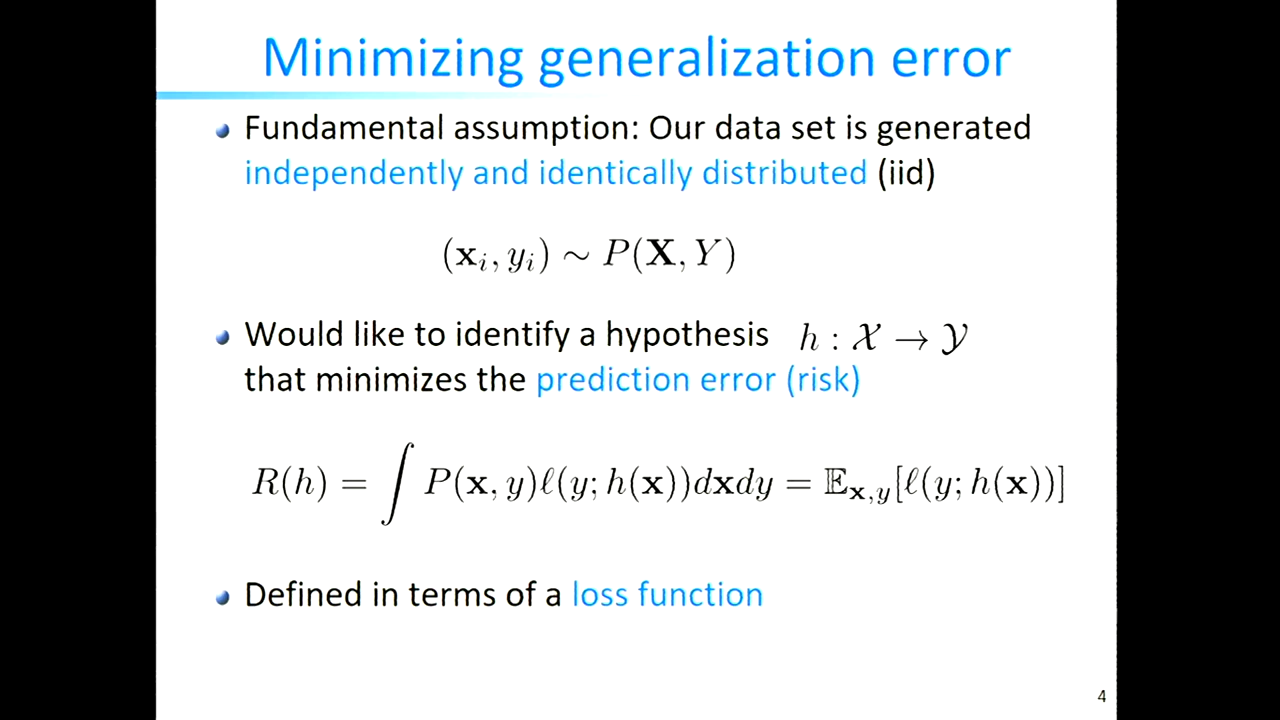 Minimizing generalization error
Fundamental assumption: Our data set is generated
independently and identically distributed (iid)
(𝐱ᵢ, yᵢ) ∼ P(𝐗, Y)
Would like to identify a hypothesis h : 𝒳 → 𝒴
that minimizes the prediction error (risk)
R(h) = ∫ P(𝐱, y)ℓ(y; h(𝐱))d𝐱dy = 𝔼_{𝐱,y}[ℓ(y; h(𝐱))]
Defined in terms of a loss function
4